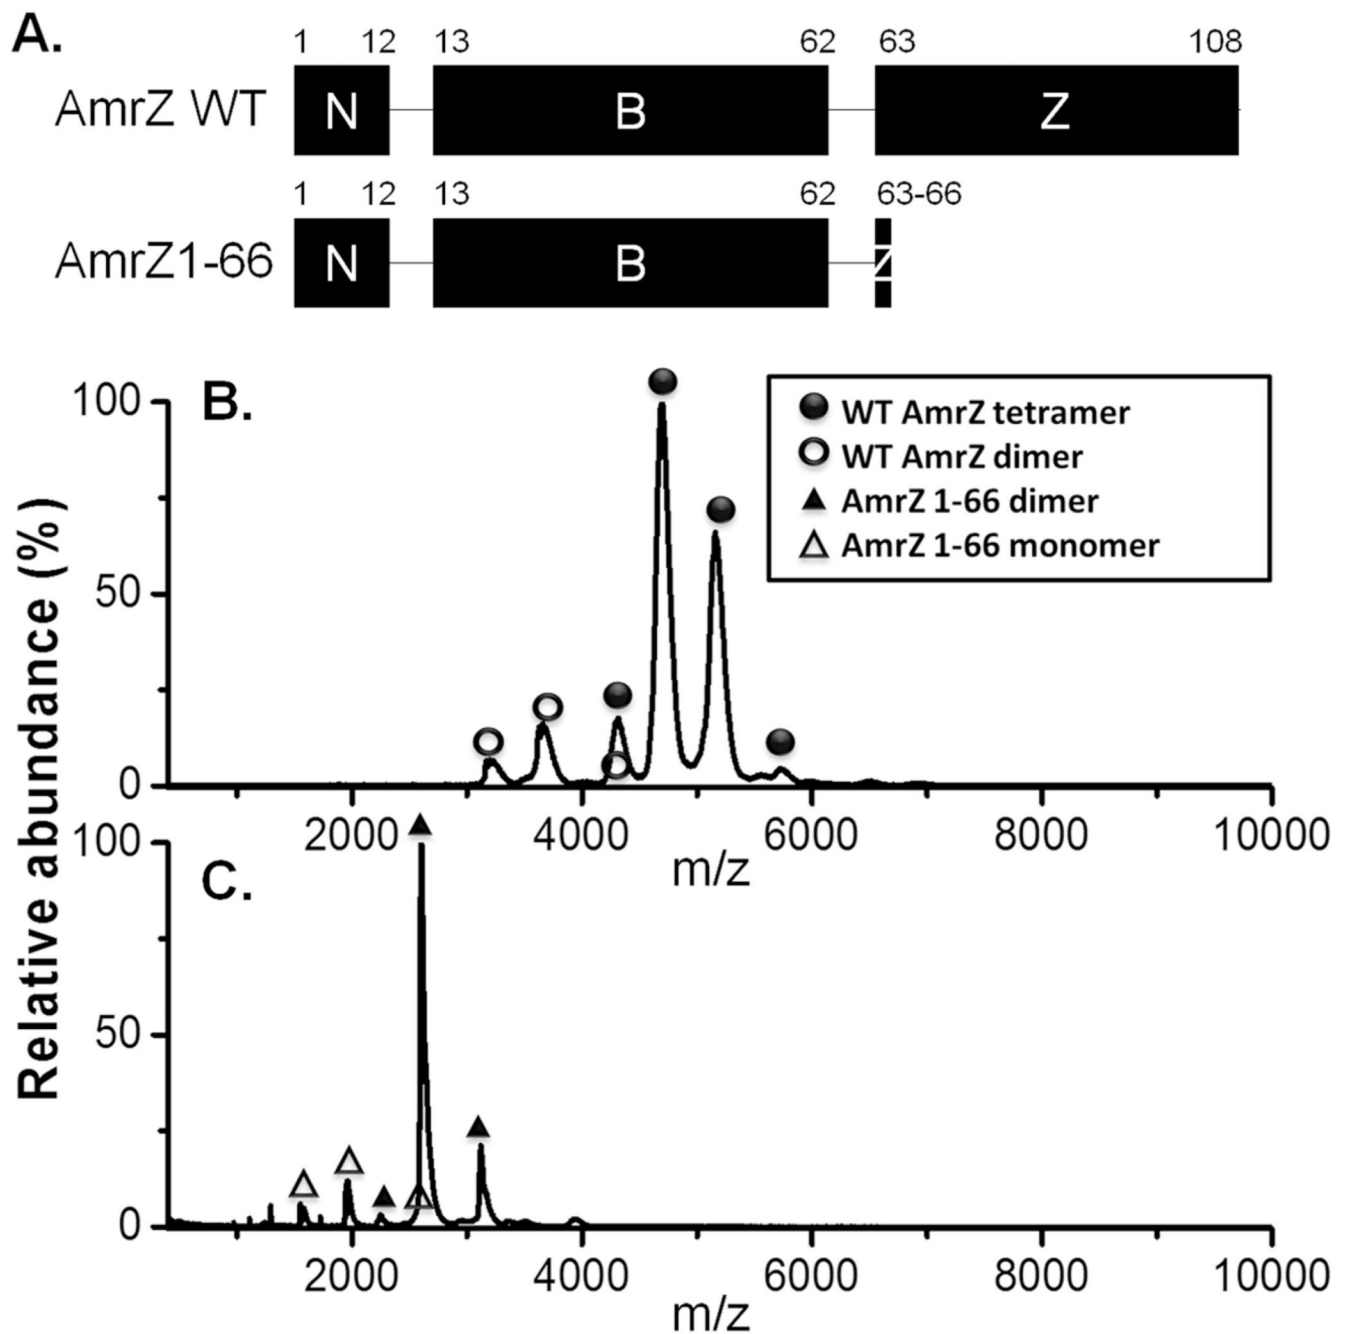 A.
1 12 13 62 63 108
AmrZ WT N B Z
1 12 13 62 63-66
AmrZ1-66 N B Z
B.
WT AmrZ tetramer
WT AmrZ dimer
AmrZ 1-66 dimer
AmrZ 1-66 monomer
100
50
0
2000 4000 6000 8000 10000
m/z
Relative abundance (%)
C.
100
50
0
2000 4000 6000 8000 10000
m/z